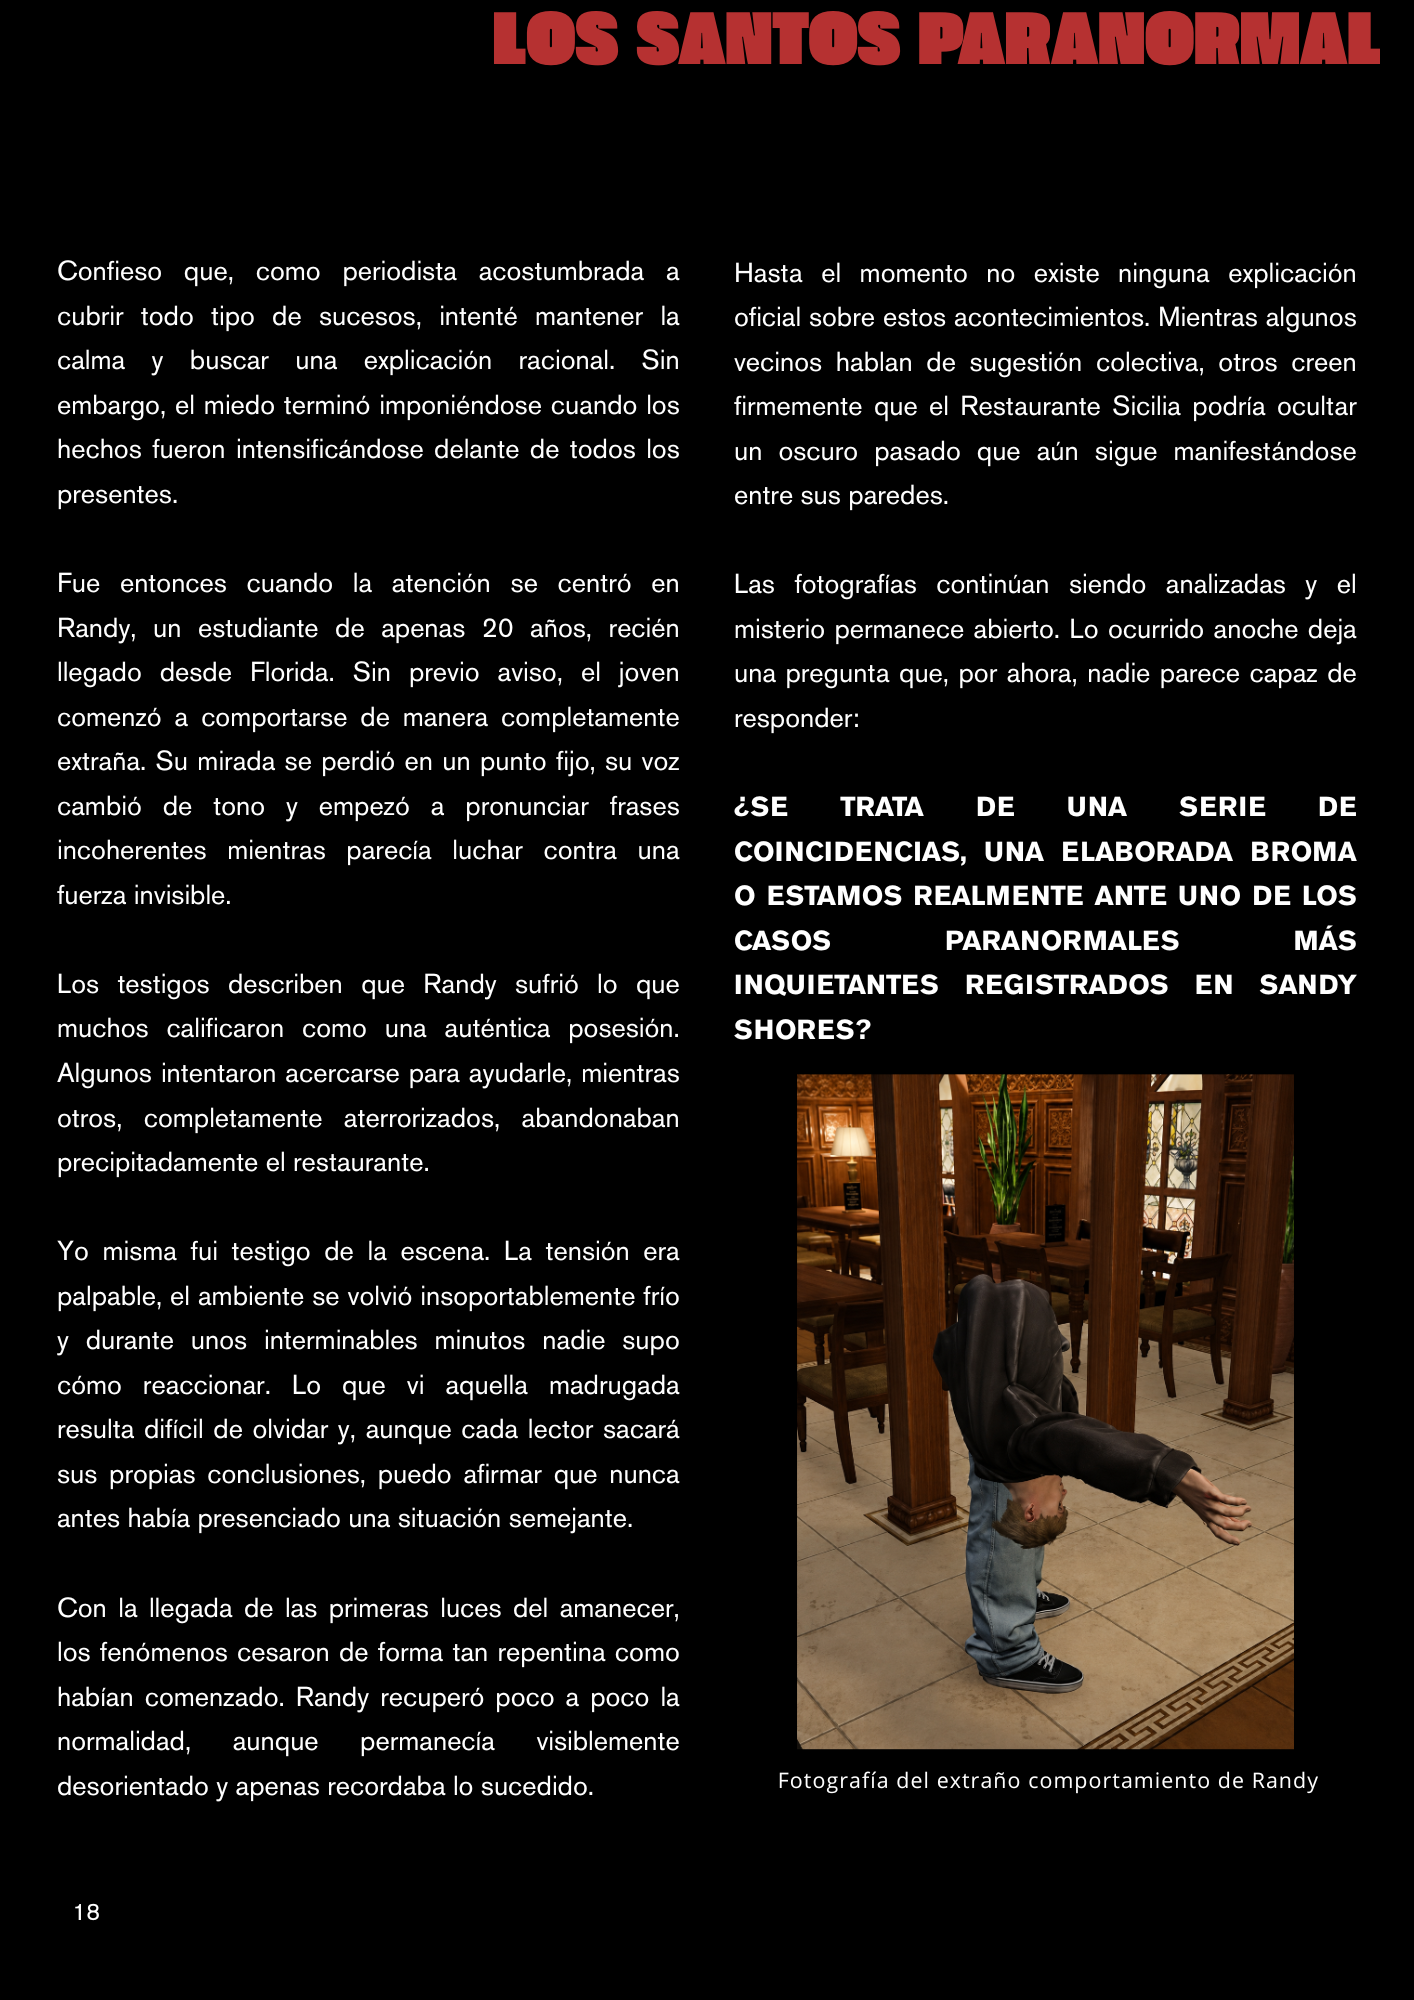 LOS SANTOS PARANORMAL
Confieso que, como periodista acostumbrada a
cubrir todo tipo de sucesos, intenté mantener la
calma y buscar una explicación racional. Sin
embargo, el miedo terminó imponiéndose cuando los
hechos fueron intensificándose delante de todos los
presentes.
Fue entonces cuando la atención se centró en
Randy, un estudiante de apenas 20 años, recién
llegado desde Florida. Sin previo aviso, el joven
comenzó a comportarse de manera completamente
extraña. Su mirada se perdió en un punto fijo, su voz
cambió de tono y empezó a pronunciar frases
incoherentes mientras parecía luchar contra una
fuerza invisible.
Los testigos describen que Randy sufrió lo que
muchos calificaron como una auténtica posesión.
Algunos intentaron acercarse para ayudarle, mientras
otros, completamente aterrorizados, abandonaban
precipitadamente el restaurante.
Yo misma fui testigo de la escena. La tensión era
palpable, el ambiente se volvió insoportablemente frío
y durante unos interminables minutos nadie supo
cómo reaccionar. Lo que vi aquella madrugada
resulta difícil de olvidar y, aunque cada lector sacará
sus propias conclusiones, puedo afirmar que nunca
antes había presenciado una situación semejante.
Con la llegada de las primeras luces del amanecer,
los fenómenos cesaron de forma tan repentina como
habían comenzado. Randy recuperó poco a poco la
normalidad, aunque permanecía visiblemente
desorientado y apenas recordaba lo sucedido.
Hasta el momento no existe ninguna explicación
oficial sobre estos acontecimientos. Mientras algunos
vecinos hablan de sugestión colectiva, otros creen
firmemente que el Restaurante Sicilia podría ocultar
un oscuro pasado que aún sigue manifestándose
entre sus paredes.
Las fotografías continúan siendo analizadas y el
misterio permanece abierto. Lo ocurrido anoche deja
una pregunta que, por ahora, nadie parece capaz de
responder:
¿SE TRATA DE UNA SERIE DE
COINCIDENCIAS, UNA ELABORADA BROMA
O ESTAMOS REALMENTE ANTE UNO DE LOS
CASOS PARANORMALES MÁS
INQUIETANTES REGISTRADOS EN SANDY
SHORES?
Fotografía del extraño comportamiento de Randy
18